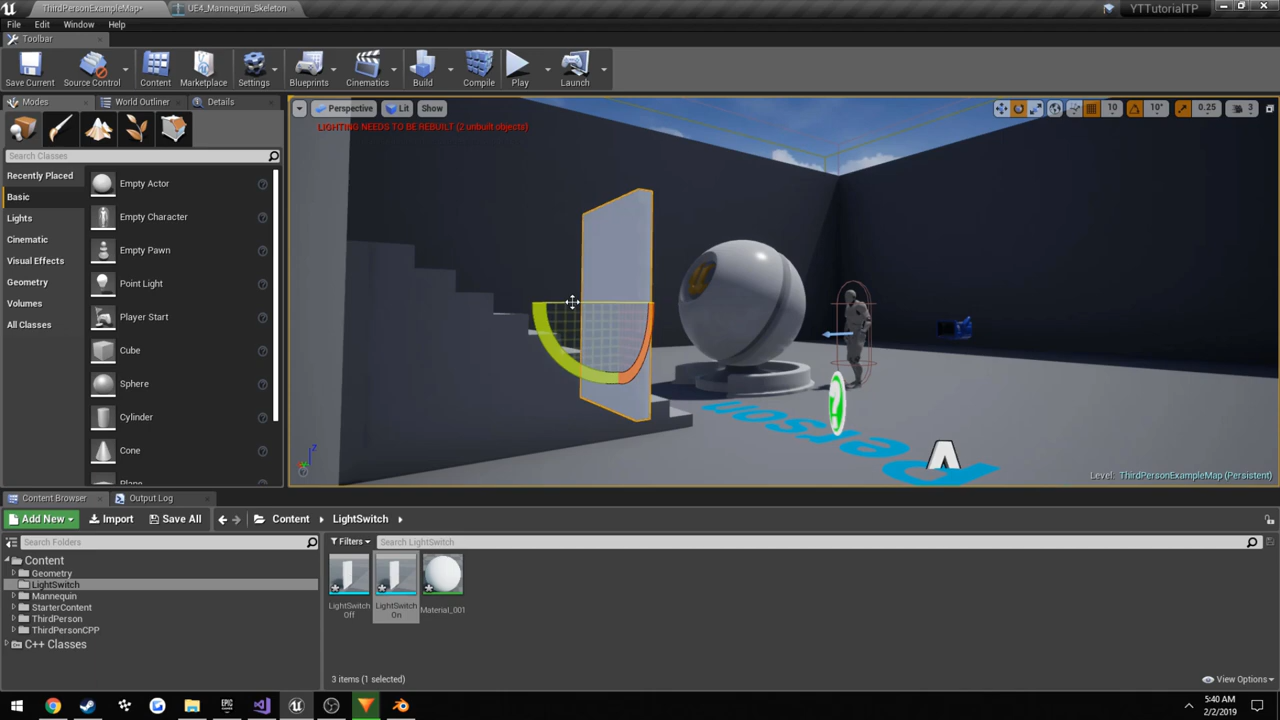 ThirdPersonExampleMap*
UE4_Mannequin_Skeleton
YTTutorialTP
File Edit Window Help
Toolbar
Save Current
Source Control
Content
Marketplace
Settings
Blueprints
Cinematics
Build
Compile
Play
Launch
Modes
World Outliner
Details
Search Classes
Recently Placed
Basic
Lights
Cinematic
Visual Effects
Geometry
Volumes
All Classes
Empty Actor
Empty Character
Empty Pawn
Point Light
Player Start
Cube
Sphere
Cylinder
Cone
Plane
Perspective Lit Show
10 10° 0.25 3
LIGHTING NEEDS TO BE REBUILT (2 unbuilt objects)
Person
Z
Level: ThirdPersonExampleMap (Persistent)
Content Browser
Output Log
Add New
Import
Save All
Content
LightSwitch
Search Folders
Filters
Search LightSwitch
Content
Geometry
LightSwitch
Mannequin
StarterContent
ThirdPerson
ThirdPersonCPP
C++ Classes
LightSwitch
Off
LightSwitch
On
Material_001
3 items (1 selected)
View Options
5:40 AM
2/2/2019